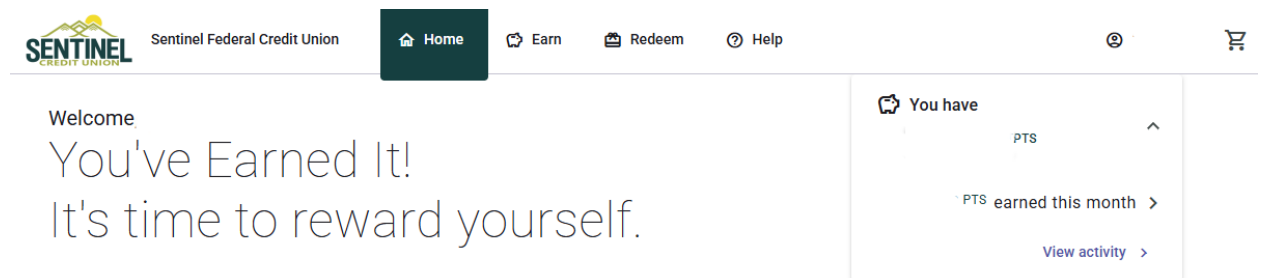 SENTINEL
CREDIT UNION
Sentinel Federal Credit Union
Home
Earn
Redeem
Help
Welcome
You've Earned It!
It's time to reward yourself.
You have
PTS
PTS earned this month
View activity